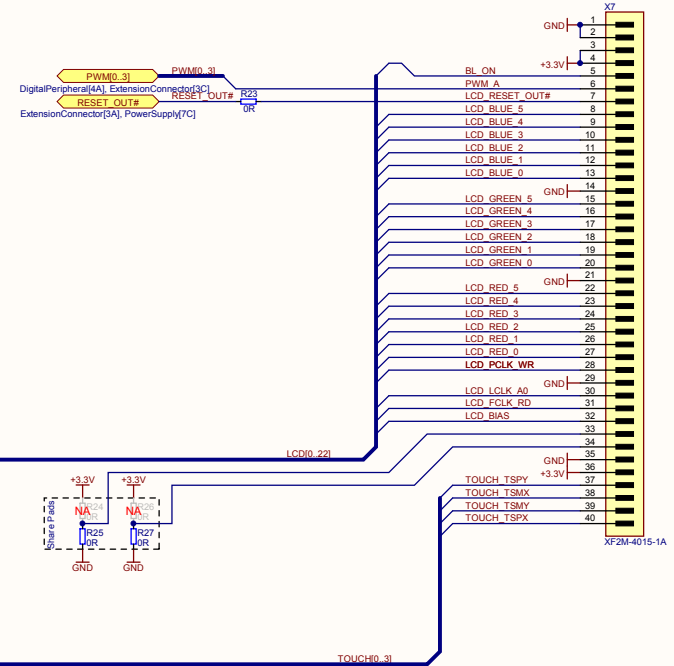 X7
GND 1
2
3
+3.3V 4
BL_ON 5
PWM[0..3] PWM[0..3] PWM_A 6
DigitalPeripheral[4A], ExtensionConnector[3C]
RESET_OUT# RESET_OUT# R23 LCD_RESET_OUT# 7
0R
ExtensionConnector[3A], PowerSupply[7C]
LCD_BLUE_5 8
LCD_BLUE_4 9
LCD_BLUE_3 10
LCD_BLUE_2 11
LCD_BLUE_1 12
LCD_BLUE_0 13
GND 14
LCD_GREEN_5 15
LCD_GREEN_4 16
LCD_GREEN_3 17
LCD_GREEN_2 18
LCD_GREEN_1 19
LCD_GREEN_0 20
GND 21
LCD_RED_5 22
LCD_RED_4 23
LCD_RED_3 24
LCD_RED_2 25
LCD_RED_1 26
LCD_RED_0 27
LCD_PCLK_WR 28
GND 29
LCD_LCLK_A0 30
LCD_FCLK_RD 31
LCD_BIAS 32
33
34
LCD[0..22]
GND 35
+3.3V 36
TOUCH_TSPY 37
TOUCH_TSMX 38
TOUCH_TSMY 39
TOUCH_TSPX 40
XF2M-4015-1A
+3.3V +3.3V
Share Pads
R24 R26
NA NA
0R 0R
R25 R27
0R 0R
GND GND
TOUCH[0..3]